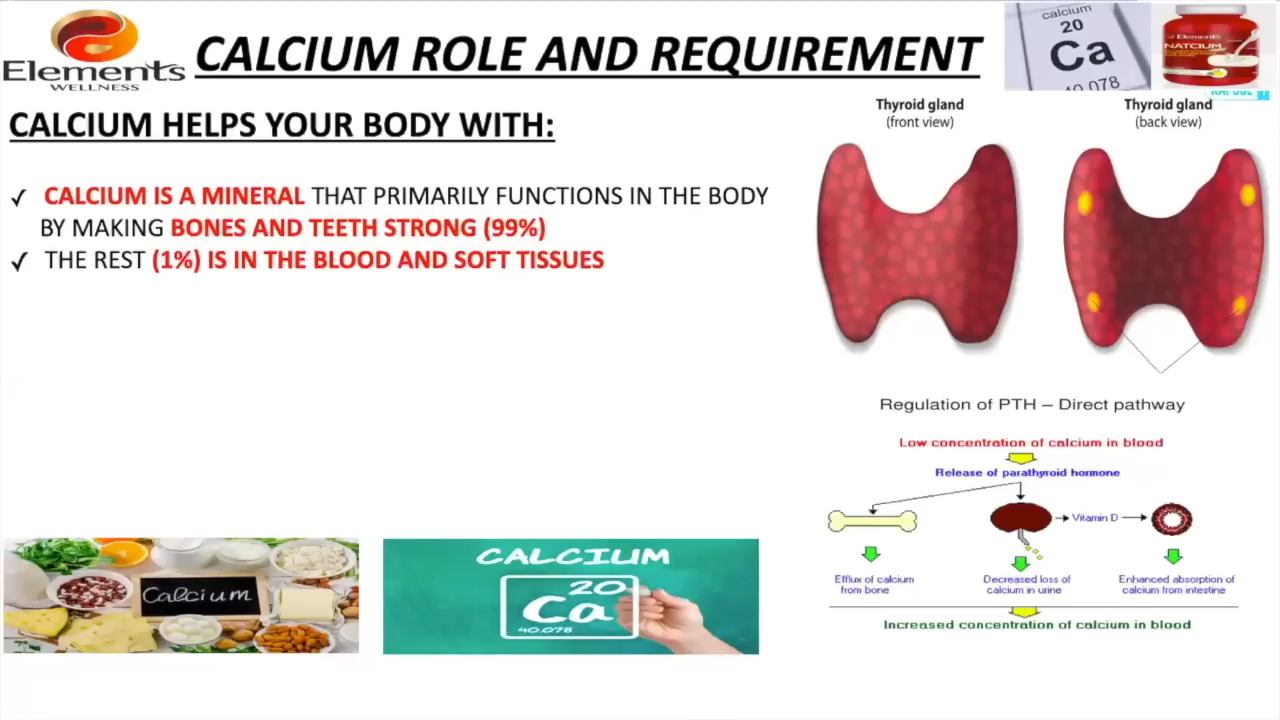 Elements
WELLNESS
CALCIUM ROLE AND REQUIREMENT
calcium
20
Ca
40.078
Elements
NATCIUM
CALCIUM HELPS YOUR BODY WITH:
✓ CALCIUM IS A MINERAL THAT PRIMARILY FUNCTIONS IN THE BODY
BY MAKING BONES AND TEETH STRONG (99%)
✓ THE REST (1%) IS IN THE BLOOD AND SOFT TISSUES
Thyroid gland
(front view)
Thyroid gland
(back view)
Regulation of PTH – Direct pathway
Low concentration of calcium in blood
Release of parathyroid hormone
Vitamin D
Efflux of calcium
from bone
Decreased loss of
calcium in urine
Enhanced absorption of
calcium from intestine
Increased concentration of calcium in blood
Calcium
CALCIUM
20
Ca
40.078